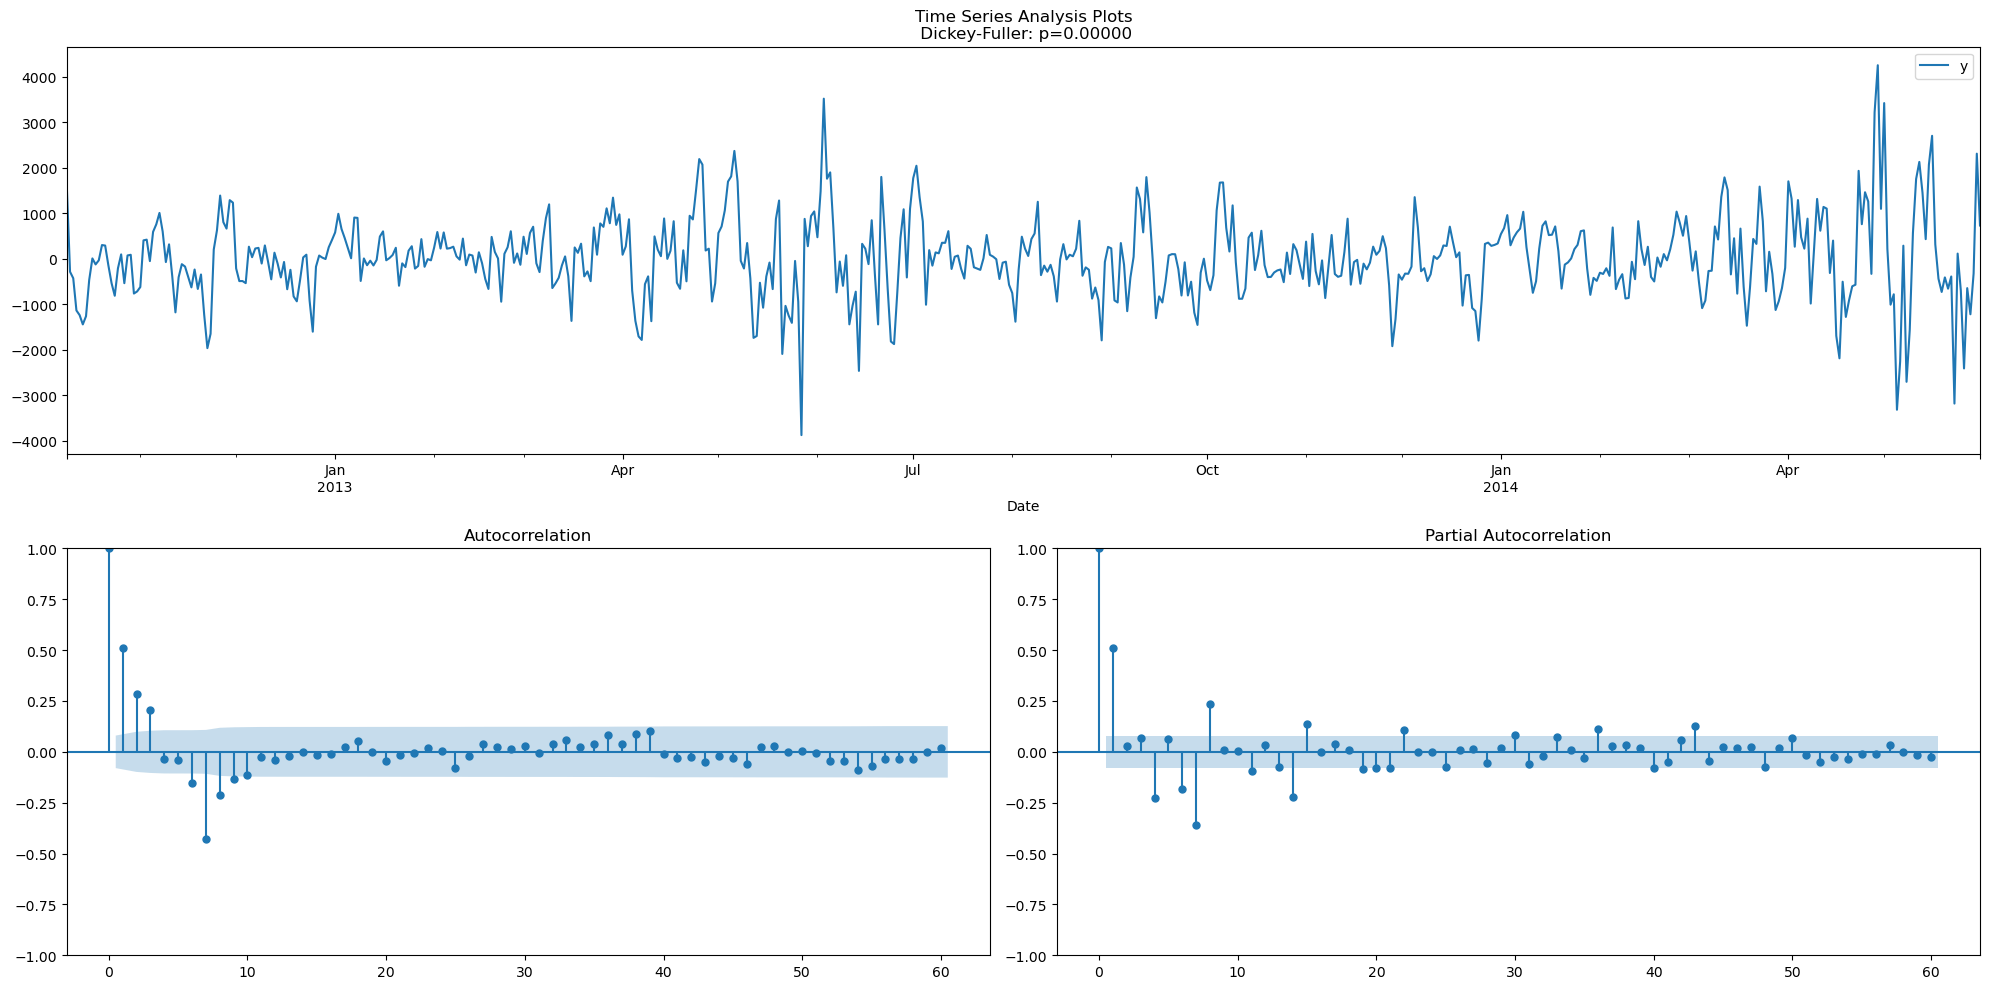 Time Series Analysis Plots
Dickey-Fuller: p=0.00000
y
4000
3000
2000
1000
0
−1000
−2000
−3000
−4000
Jan
2013
Apr
Jul
Oct
Jan
2014
Apr
Date
Autocorrelation
1.00
0.75
0.50
0.25
0.00
−0.25
−0.50
−0.75
−1.00
0 10 20 30 40 50 60
Partial Autocorrelation
1.00
0.75
0.50
0.25
0.00
−0.25
−0.50
−0.75
−1.00
0 10 20 30 40 50 60